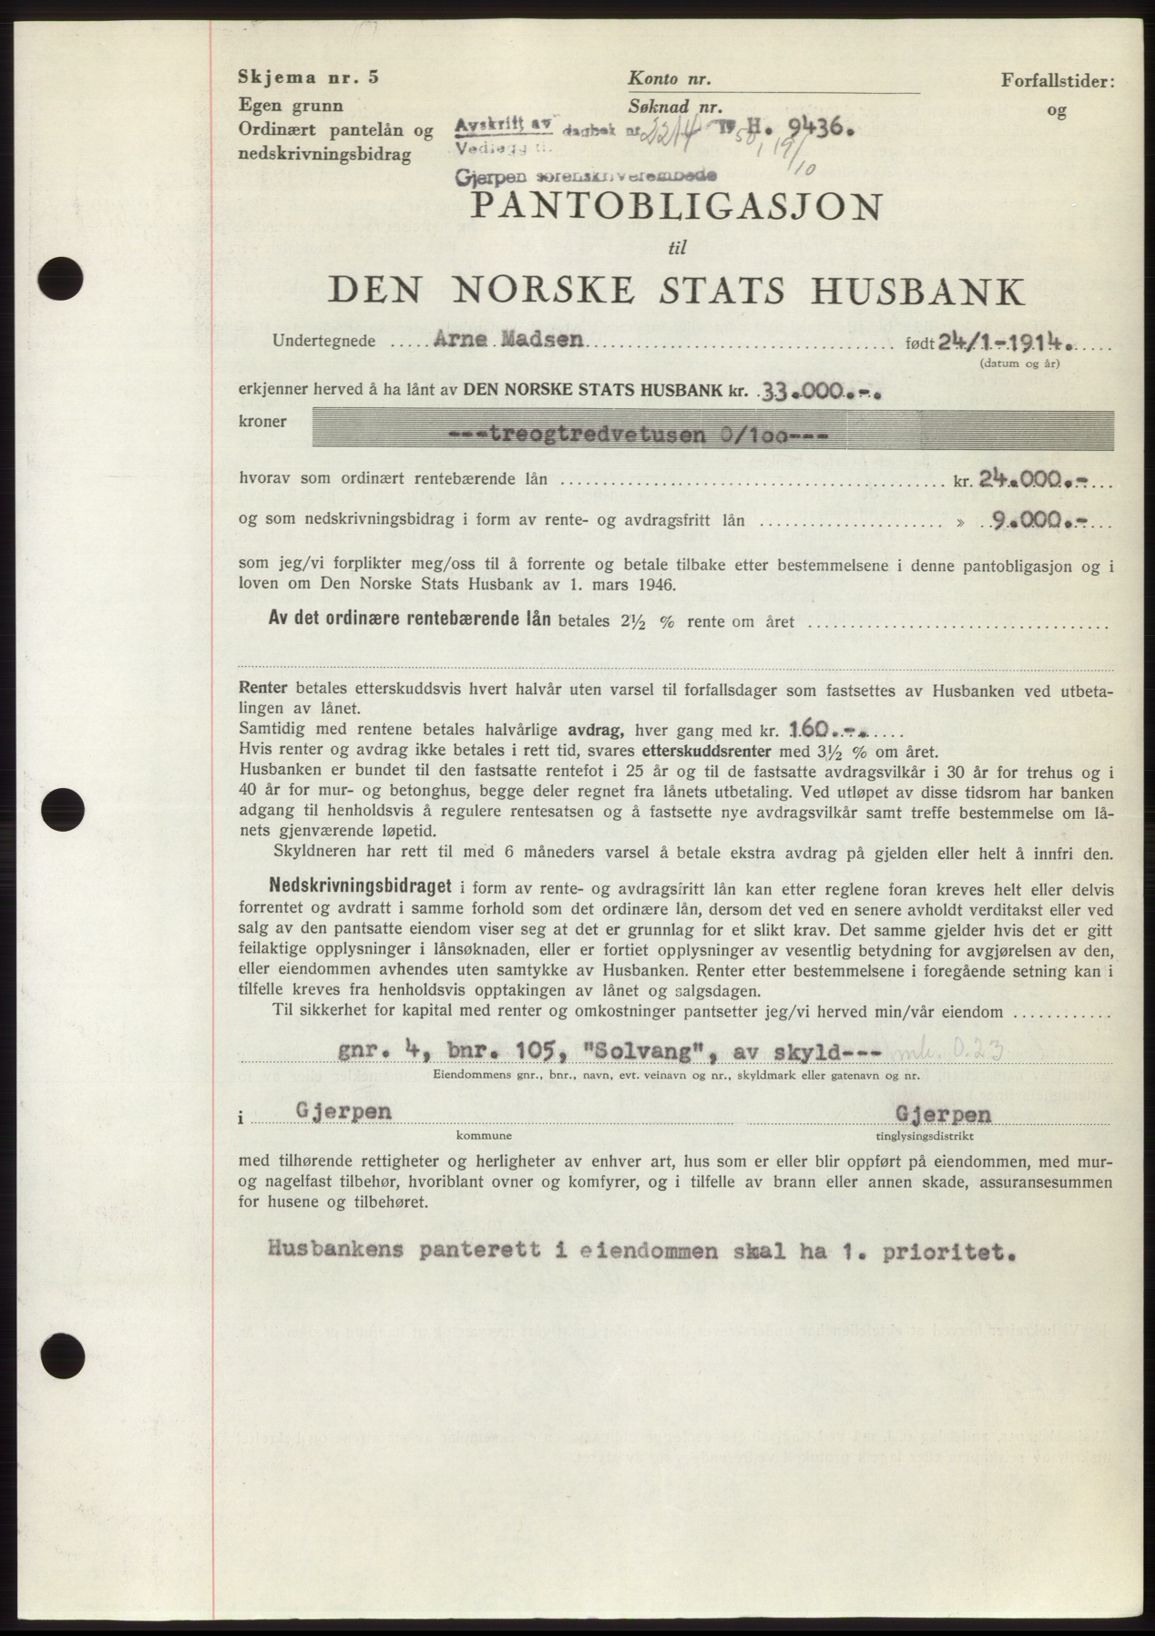 Skjema nr. 5
Egen grunn
Ordinært pantelån og
nedskrivningsbidrag
Konto nr.
Søknad nr.
H. 9436.
Forfallstider:
og
Avskrift av dagbok nr 2214 1950, 19/10
Vedlegg til
Gjerpen sorenskriverembede
PANTOBLIGASJON
til
DEN NORSKE STATS HUSBANK
Undertegnede ..... Arne Madsen ..... født 24/1-1914.
(datum og år)
erkjenner herved å ha lånt av DEN NORSKE STATS HUSBANK kr. 33.000.-.
kroner ---treogtredvetusen 0/100---
hvorav som ordinært rentebærende lån ..... kr. 24.000.-
og som nedskrivningsbidrag i form av rente- og avdragsfritt lån ..... » 9.000.-
som jeg/vi forplikter meg/oss til å forrente og betale tilbake etter bestemmelsene i denne pantobligasjon og i
loven om Den Norske Stats Husbank av 1. mars 1946.
Av det ordinære rentebærende lån betales 2½ % rente om året .....
Renter betales etterskuddsvis hvert halvår uten varsel til forfallsdager som fastsettes av Husbanken ved utbeta-
lingen av lånet.
Samtidig med rentene betales halvårlige avdrag, hver gang med kr. 160.-.
Hvis renter og avdrag ikke betales i rett tid, svares etterskuddsrenter med 3½ % om året.
Husbanken er bundet til den fastsatte rentefot i 25 år og til de fastsatte avdragsvilkår i 30 år for trehus og i
40 år for mur- og betonghus, begge deler regnet fra lånets utbetaling. Ved utløpet av disse tidsrom har banken
adgang til henholdsvis å regulere rentesatsen og å fastsette nye avdragsvilkår samt treffe bestemmelse om lå-
nets gjenværende løpetid.
Skyldneren har rett til med 6 måneders varsel å betale ekstra avdrag på gjelden eller helt å innfri den.
Nedskrivningsbidraget i form av rente- og avdragsfritt lån kan etter reglene foran kreves helt eller delvis
forrentet og avdratt i samme forhold som det ordinære lån, dersom det ved en senere avholdt verditakst eller ved
salg av den pantsatte eiendom viser seg at det er grunnlag for et slikt krav. Det samme gjelder hvis det er gitt
feilaktige opplysninger i lånsøknaden, eller er fortiet opplysninger av vesentlig betydning for avgjørelsen av den,
eller eiendommen avhendes uten samtykke av Husbanken. Renter etter bestemmelsene i foregående setning kan i
tilfelle kreves fra henholdsvis opptakingen av lånet og salgsdagen.
Til sikkerhet for kapital med renter og omkostninger pantsetter jeg/vi herved min/vår eiendom .....
gnr. 4, bnr. 105, "Solvang", av skyld--- mk. 0.23
Eiendommens gnr., bnr., navn, evt. veinavn og nr., skyldmark eller gatenavn og nr.
i Gjerpen Gjerpen
kommune tinglysingsdistrikt
med tilhørende rettigheter og herligheter av enhver art, hus som er eller blir oppført på eiendommen, med mur-
og nagelfast tilbehør, hvoriblant ovner og komfyrer, og i tilfelle av brann eller annen skade, assuransesummen
for husene og tilbehøret.
Husbankens panterett i eiendommen skal ha 1. prioritet.